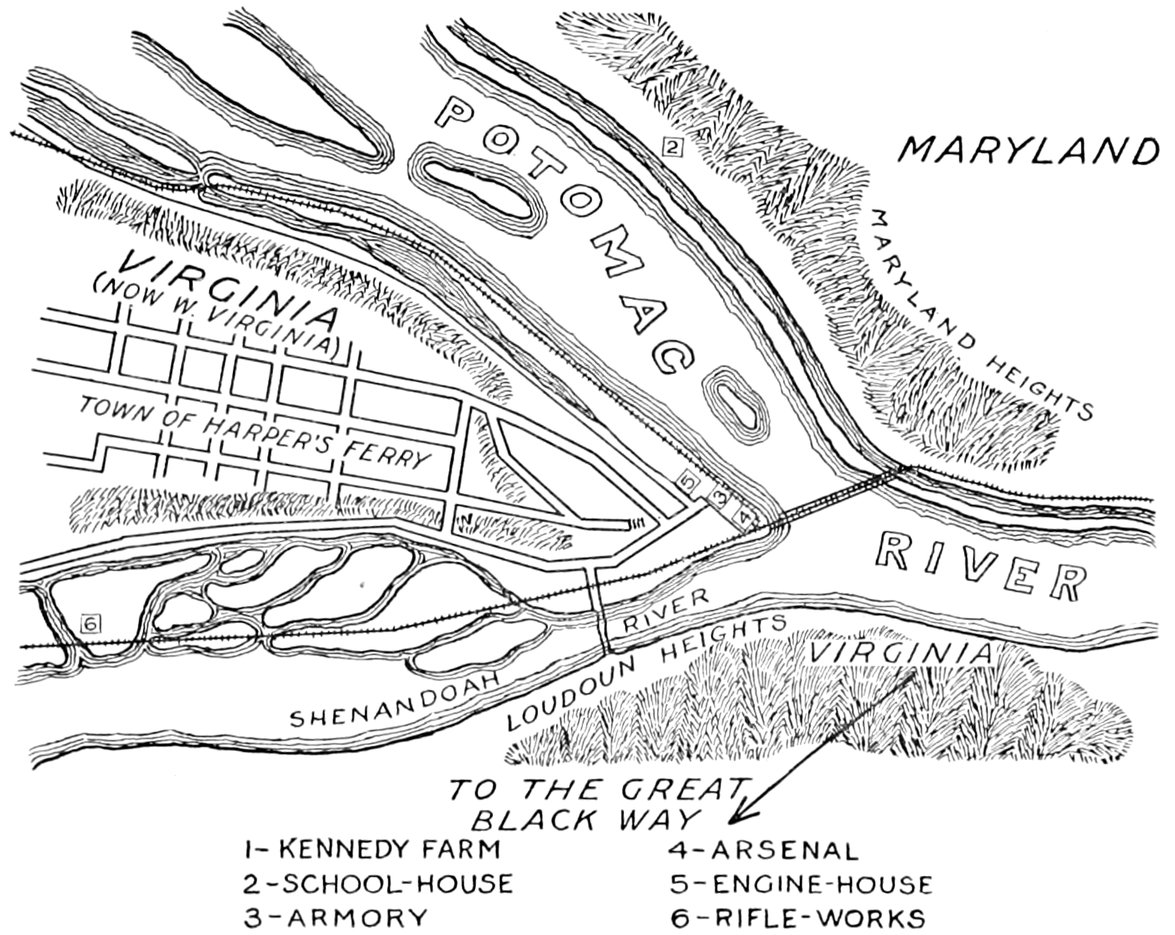 POTOMAC
2
MARYLAND
MARYLAND HEIGHTS
VIRGINIA
(NOW W. VIRGINIA)
TOWN OF HARPER'S FERRY
5
3
4
RIVER
6
RIVER
SHENANDOAH
LOUDOUN HEIGHTS
VIRGINIA
TO THE GREAT
BLACK WAY
1-KENNEDY FARM
2-SCHOOL-HOUSE
3-ARMORY
4-ARSENAL
5-ENGINE-HOUSE
6-RIFLE-WORKS